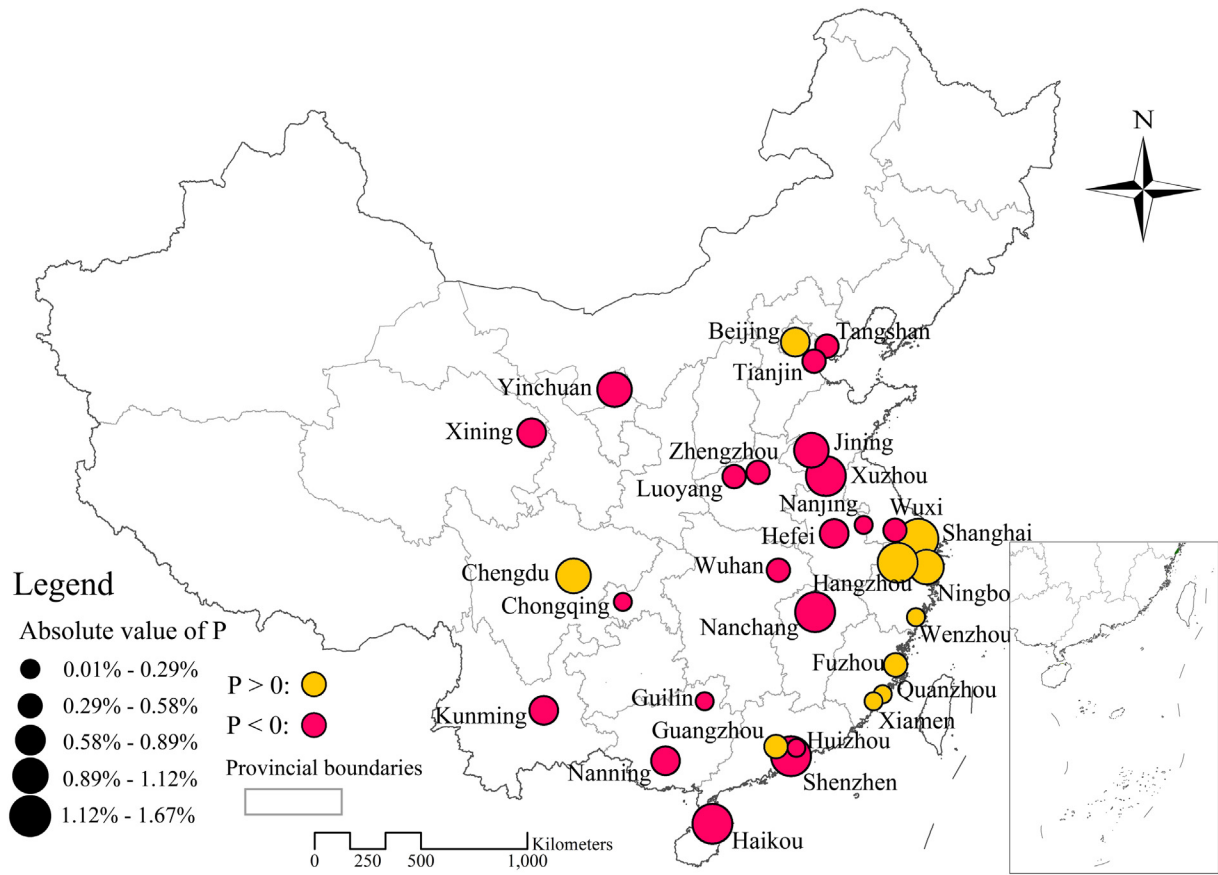 N
Beijing
Tangshan
Tianjin
Yinchuan
Xining
Zhengzhou
Jining
Luoyang
Xuzhou
Nanjing
Wuxi
Hefei
Shanghai
Wuhan
Hangzhou
Chengdu
Ningbo
Chongqing
Nanchang
Wenzhou
Fuzhou
Quanzhou
Guilin
Xiamen
Kunming
Guangzhou
Huizhou
Nanning
Shenzhen
Haikou
Legend
Absolute value of P
0.01% - 0.29%
0.29% - 0.58%
0.58% - 0.89%
0.89% - 1.12%
1.12% - 1.67%
P > 0:
P < 0:
Provincial boundaries
Kilometers
0 250 500 1,000